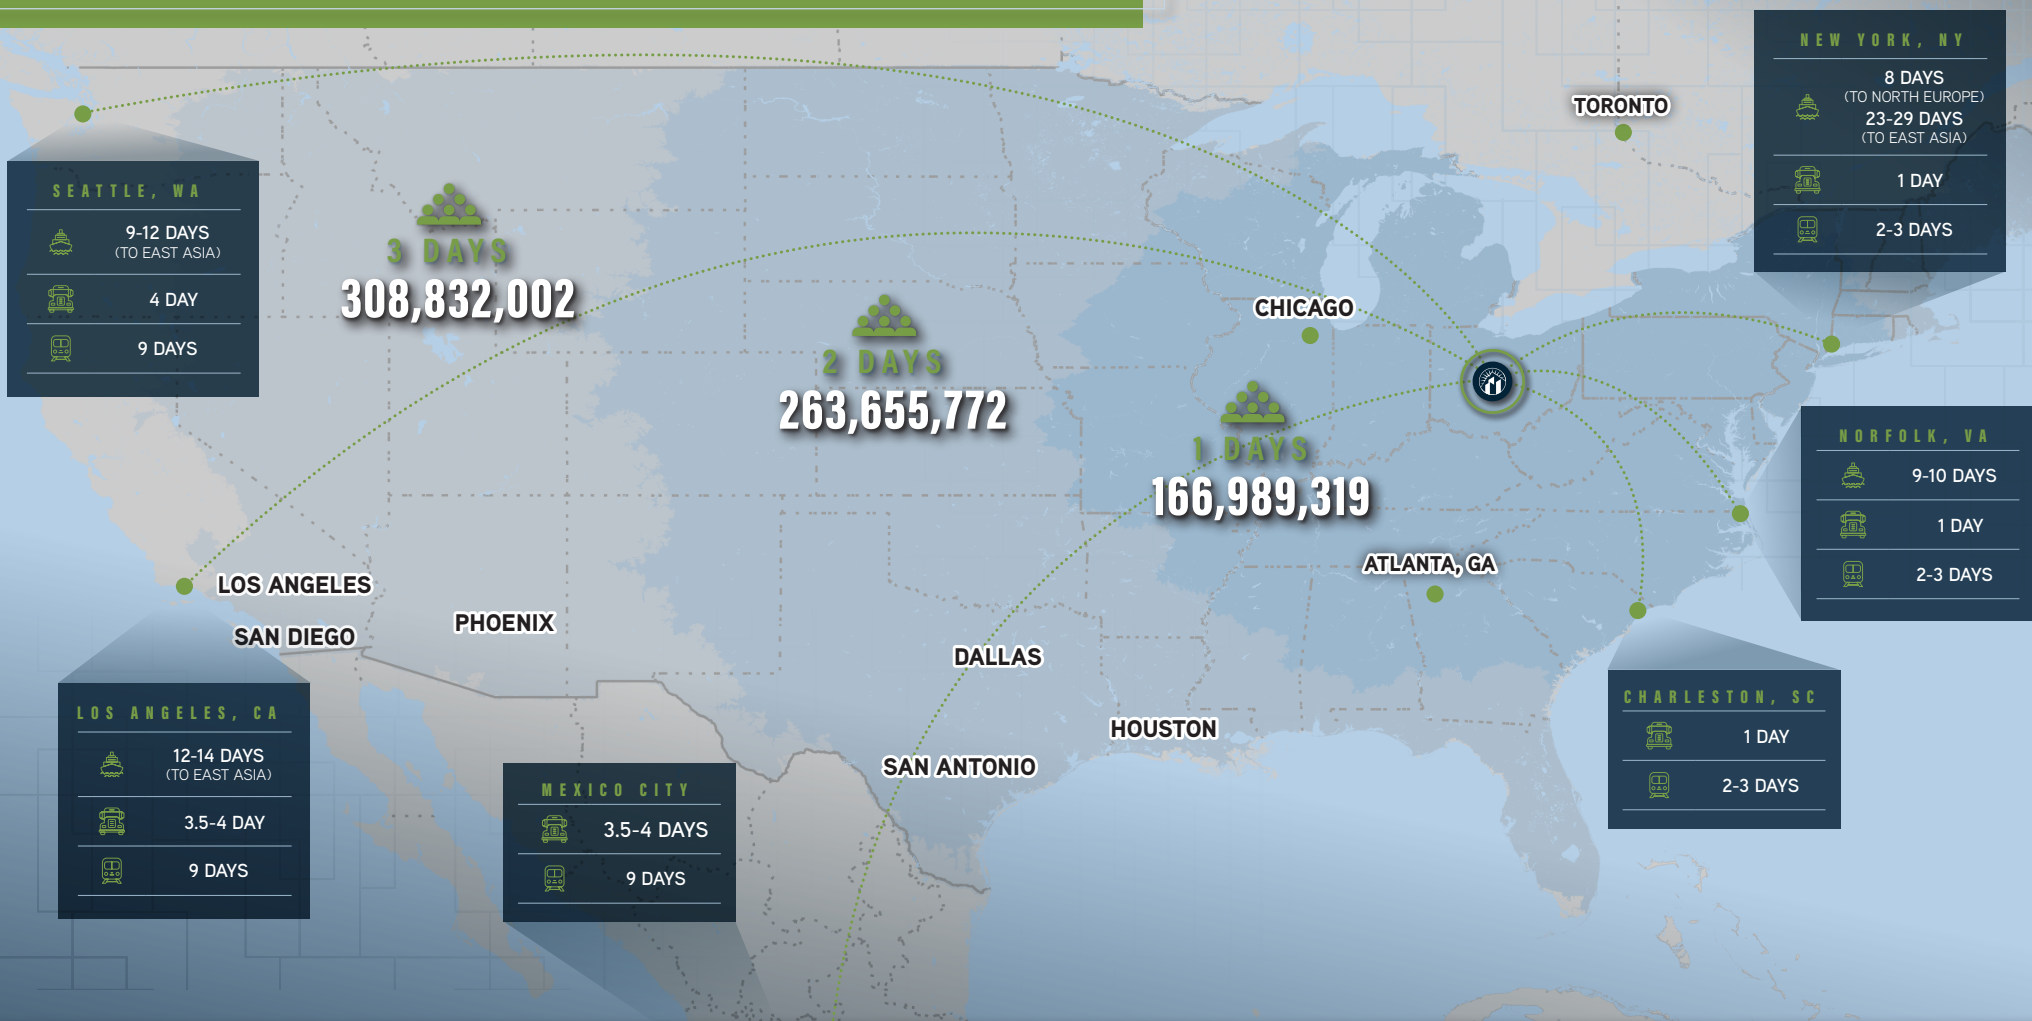 NEW YORK, NY
8 DAYS
(TO NORTH EUROPE)
23-29 DAYS
(TO EAST ASIA)
1 DAY
2-3 DAYS
TORONTO
SEATTLE, WA
9-12 DAYS
(TO EAST ASIA)
4 DAY
9 DAYS
3 DAYS
308,832,002
2 DAYS
263,655,772
CHICAGO
1 DAYS
166,989,319
NORFOLK, VA
9-10 DAYS
1 DAY
2-3 DAYS
ATLANTA, GA
LOS ANGELES
SAN DIEGO
PHOENIX
DALLAS
HOUSTON
SAN ANTONIO
CHARLESTON, SC
1 DAY
2-3 DAYS
LOS ANGELES, CA
12-14 DAYS
(TO EAST ASIA)
3.5-4 DAY
9 DAYS
MEXICO CITY
3.5-4 DAYS
9 DAYS